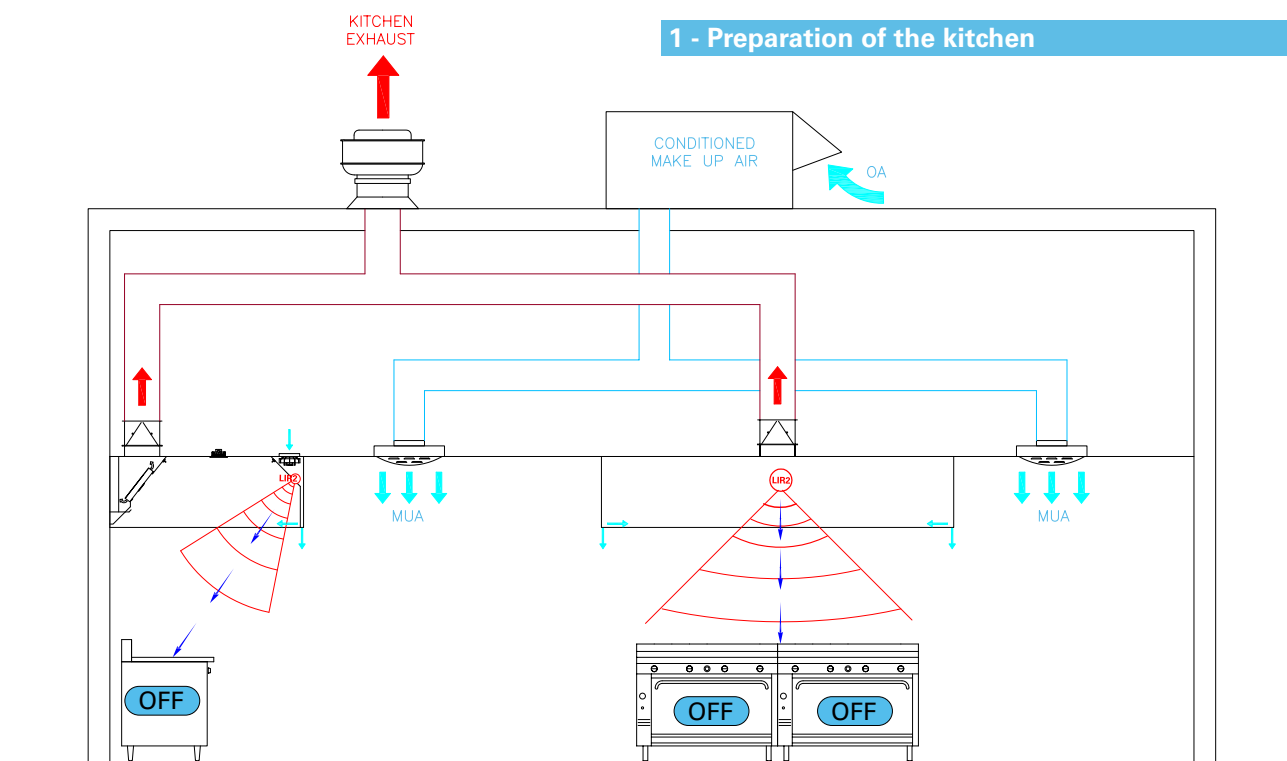 KITCHEN
EXHAUST
1 - Preparation of the kitchen
CONDITIONED
MAKE UP AIR
OA
LIR2
LIR2
MUA
MUA
OFF
OFF
OFF